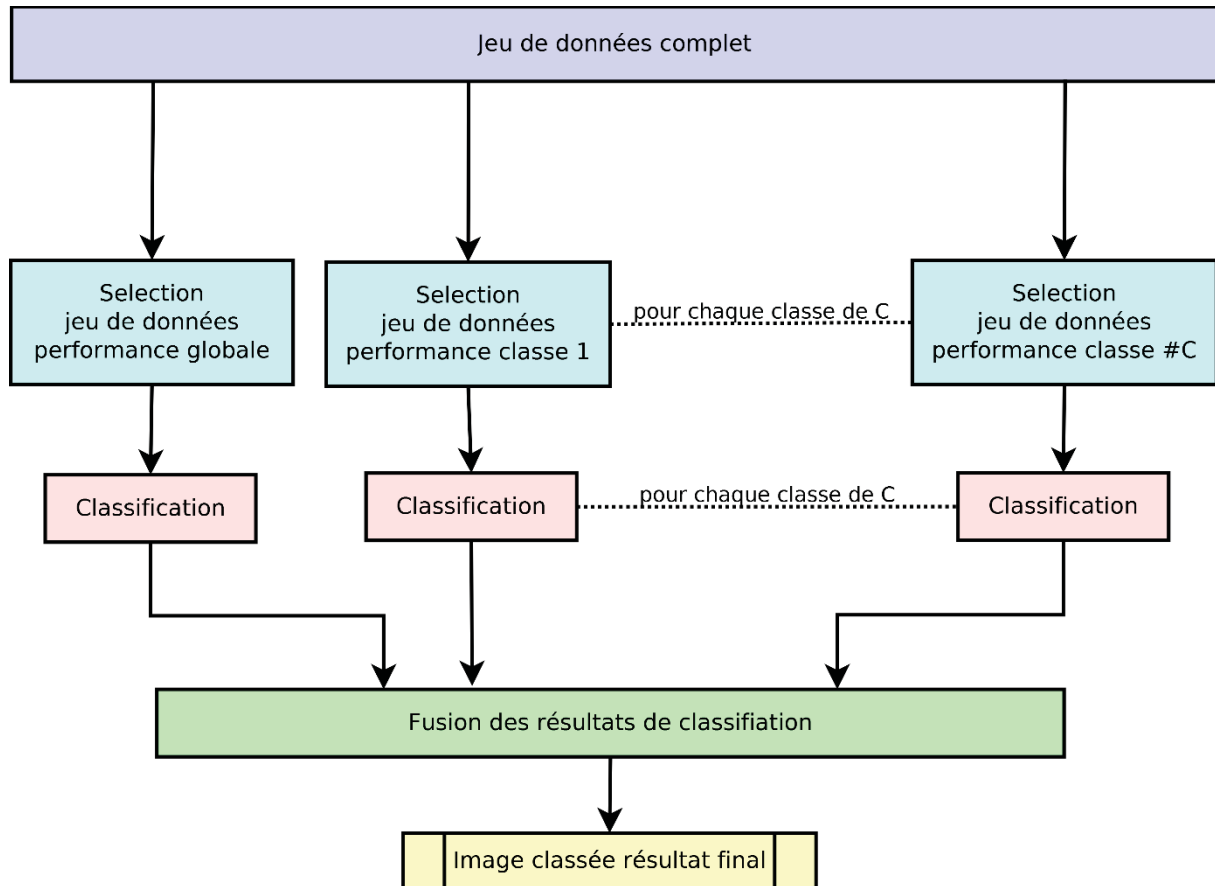 Jeu de données complet
Selection
jeu de données
performance globale
Selection
jeu de données
performance classe 1
pour chaque classe de C
Selection
jeu de données
performance classe #C
Classification
Classification
pour chaque classe de C
Classification
Fusion des résultats de classifiation
Image classée résultat final